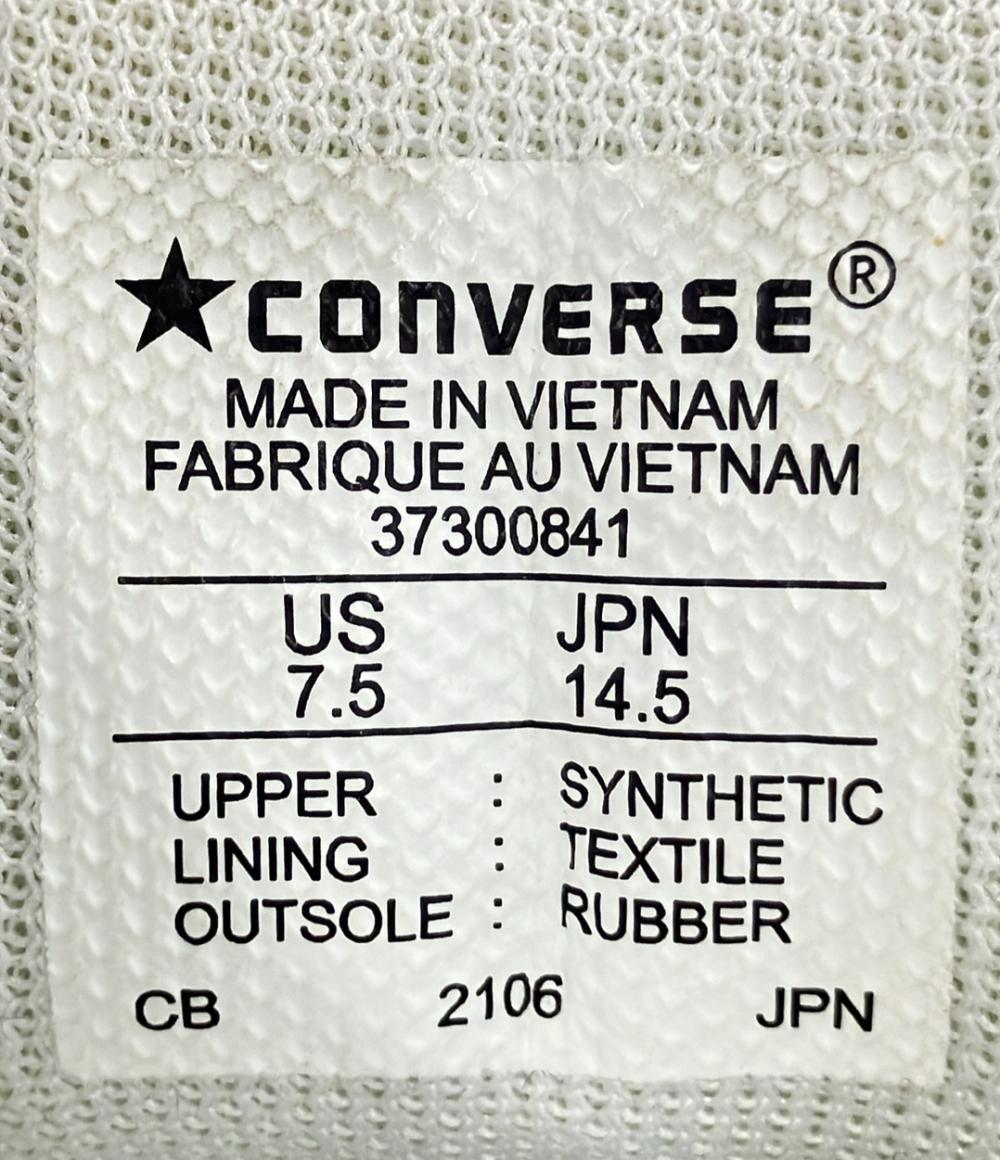 CONVERSE®
MADE IN VIETNAM
FABRIQUE AU VIETNAM
37300841
US JPN
7.5 14.5
UPPER : SYNTHETIC
LINING : TEXTILE
OUTSOLE : RUBBER
CB 2106 JPN